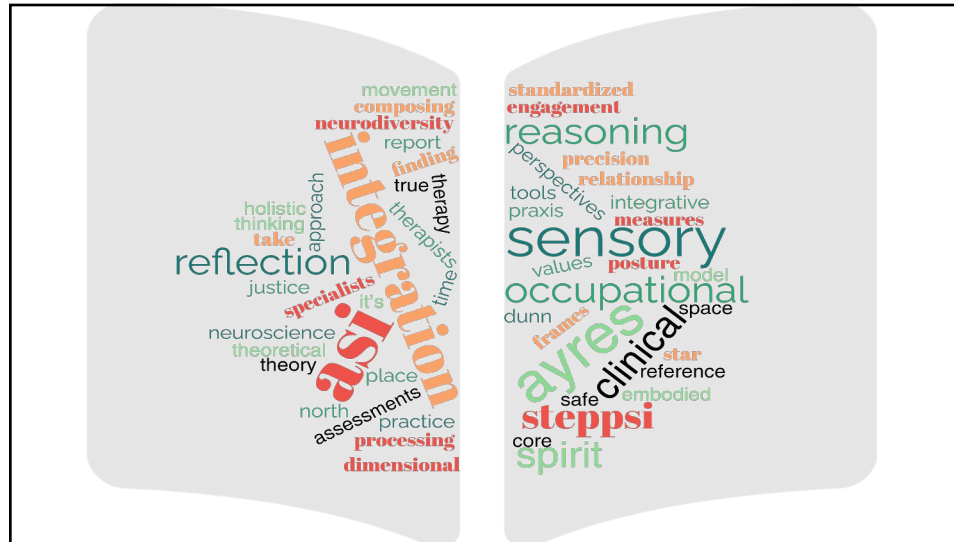 movement
composing
neurodiversity
report
finding
integration
true
therapy
therapists
approach
holistic
thinking
take
reflection
justice
time
specialists
it's
asi
neuroscience
theoretical
theory
place
north
assessments
practice
processing
dimensional
standardized
engagement
reasoning
perspectives
precision
relationship
tools
integrative
praxis
measures
sensory
values
posture
model
occupational
space
dunn
frames
ayres
clinical
star
reference
safe
embodied
steppsi
core
spirit